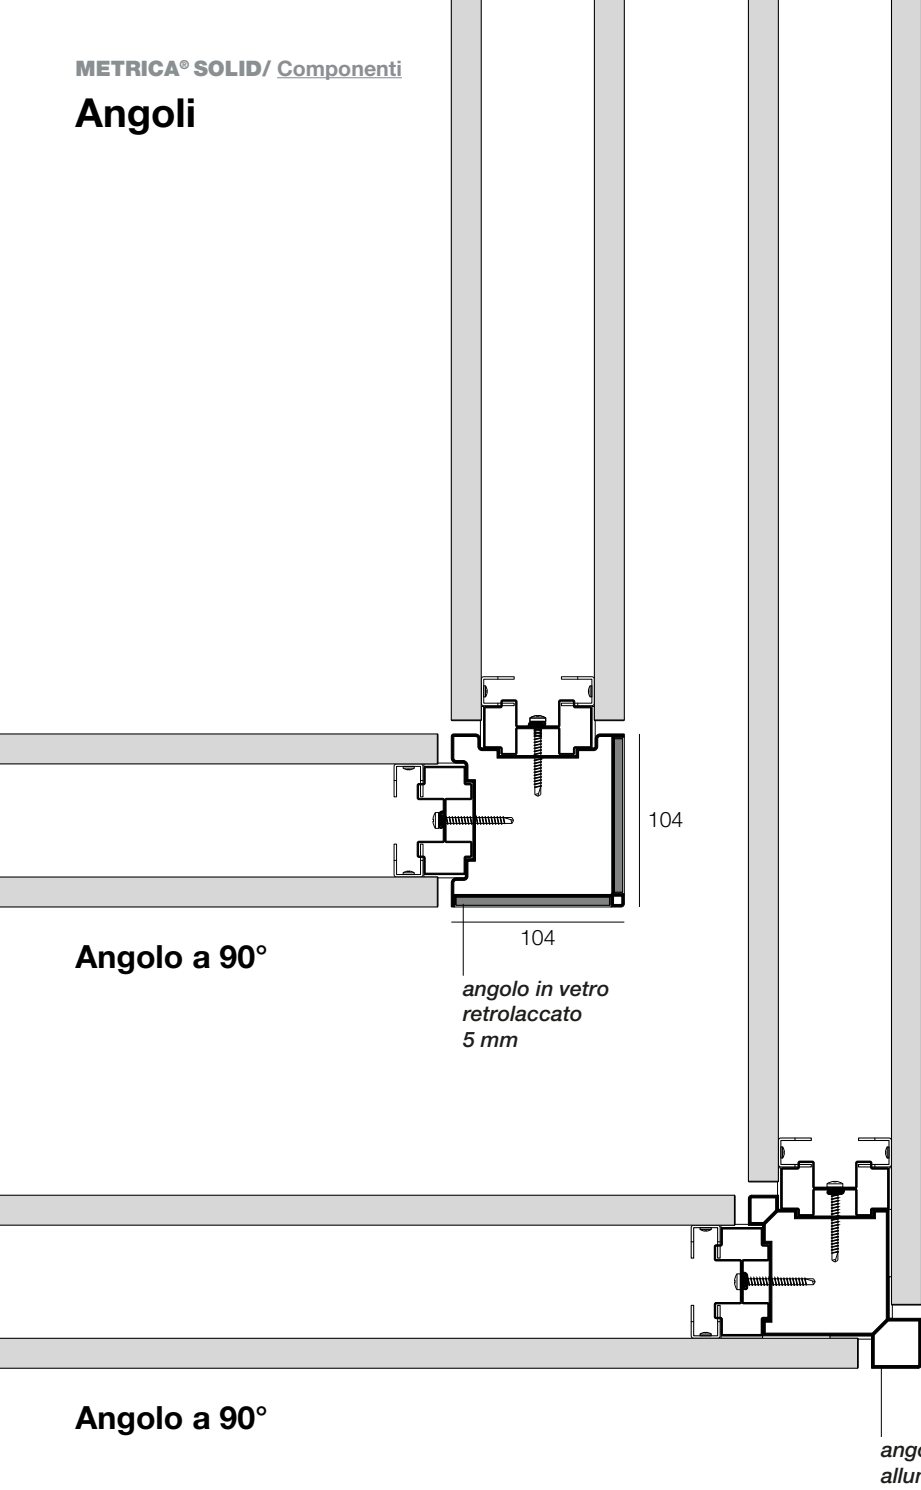 METRICA® SOLID/ Componenti
Angoli
104
104
Angolo a 90°
angolo in vetro
retrolaccato
5 mm
Angolo a 90°